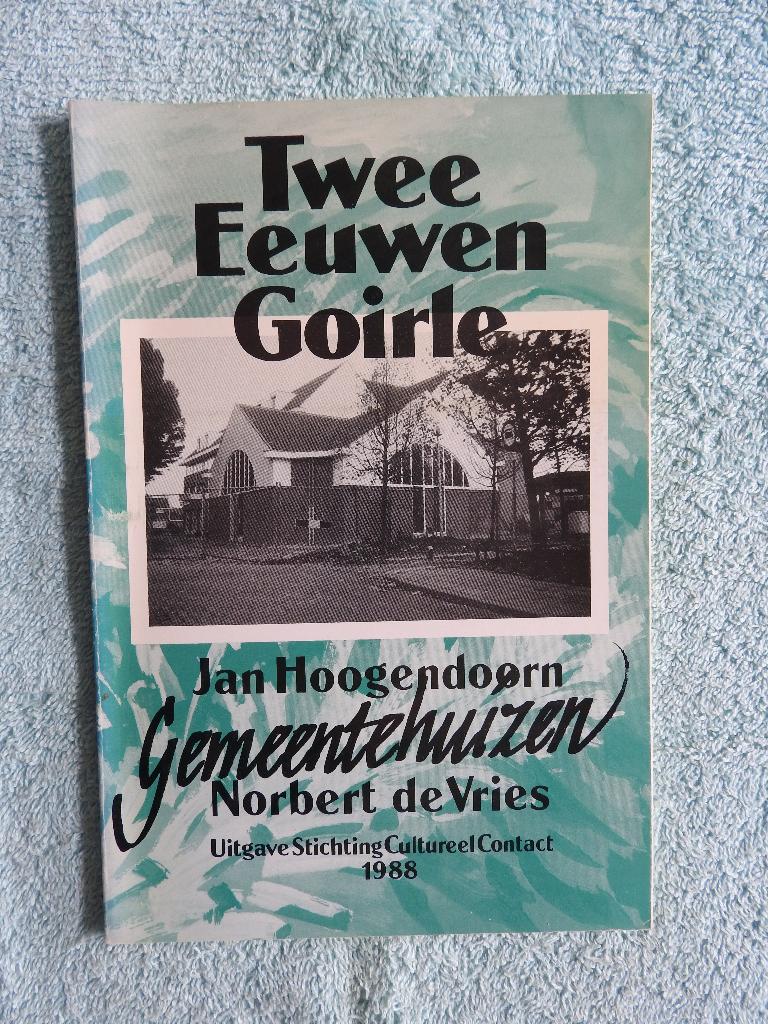 Twee
Eeuwen
Goirle
Jan Hoogendoorn
Gemeentehuizen
Norbert de Vries
Uitgave Stichting Cultureel Contact
1988